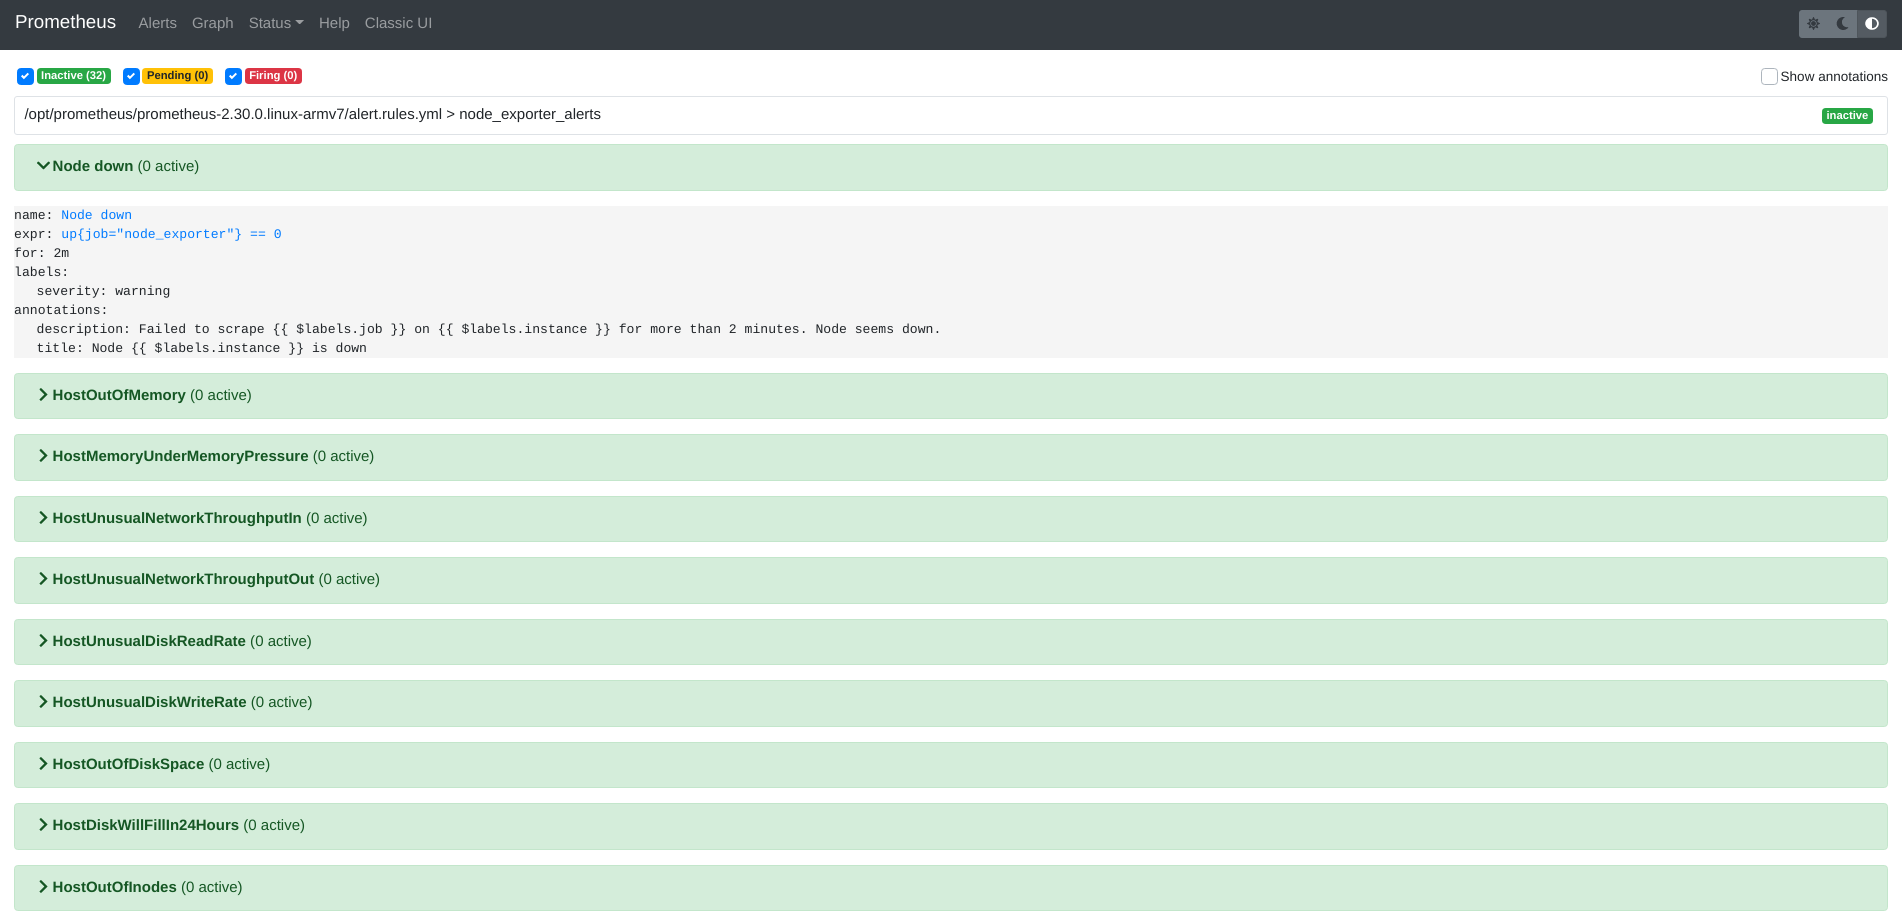 Prometheus Alerts Graph Status Help Classic UI
Inactive (32) Pending (0) Firing (0) Show annotations
/opt/prometheus/prometheus-2.30.0.linux-armv7/alert.rules.yml > node_exporter_alerts inactive
Node down (0 active)
name: Node down
expr: up{job="node_exporter"} == 0
for: 2m
labels:
severity: warning
annotations:
description: Failed to scrape {{ $labels.job }} on {{ $labels.instance }} for more than 2 minutes. Node seems down.
title: Node {{ $labels.instance }} is down
HostOutOfMemory (0 active)
HostMemoryUnderMemoryPressure (0 active)
HostUnusualNetworkThroughputIn (0 active)
HostUnusualNetworkThroughputOut (0 active)
HostUnusualDiskReadRate (0 active)
HostUnusualDiskWriteRate (0 active)
HostOutOfDiskSpace (0 active)
HostDiskWillFillIn24Hours (0 active)
HostOutOfInodes (0 active)